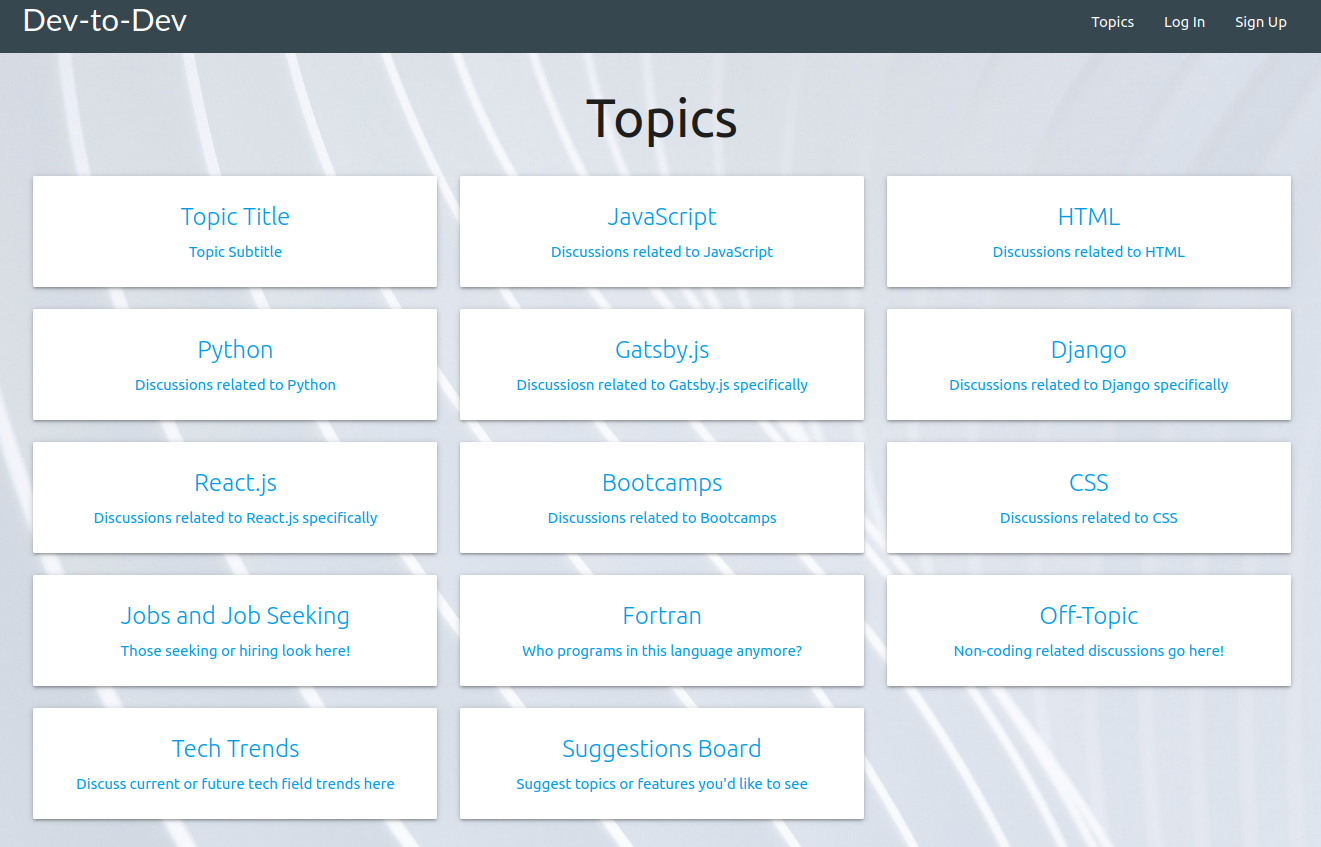 Dev-to-Dev
Topics Log In Sign Up
Topics
Topic Title
Topic Subtitle
JavaScript
Discussions related to JavaScript
HTML
Discussions related to HTML
Python
Discussions related to Python
Gatsby.js
Discussiosn related to Gatsby.js specifically
Django
Discussions related to Django specifically
React.js
Discussions related to React.js specifically
Bootcamps
Discussions related to Bootcamps
CSS
Discussions related to CSS
Jobs and Job Seeking
Those seeking or hiring look here!
Fortran
Who programs in this language anymore?
Off-Topic
Non-coding related discussions go here!
Tech Trends
Discuss current or future tech field trends here
Suggestions Board
Suggest topics or features you'd like to see